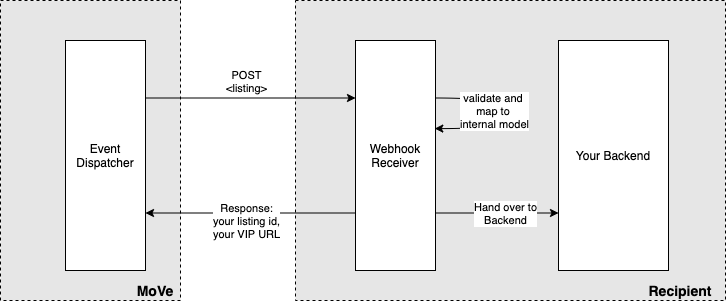 POST
<listing>
Event
Dispatcher
validate and
map to
internal model
Webhook
Receiver
Your Backend
Response:
your listing id,
your VIP URL
Hand over to
Backend
MoVe
Recipient